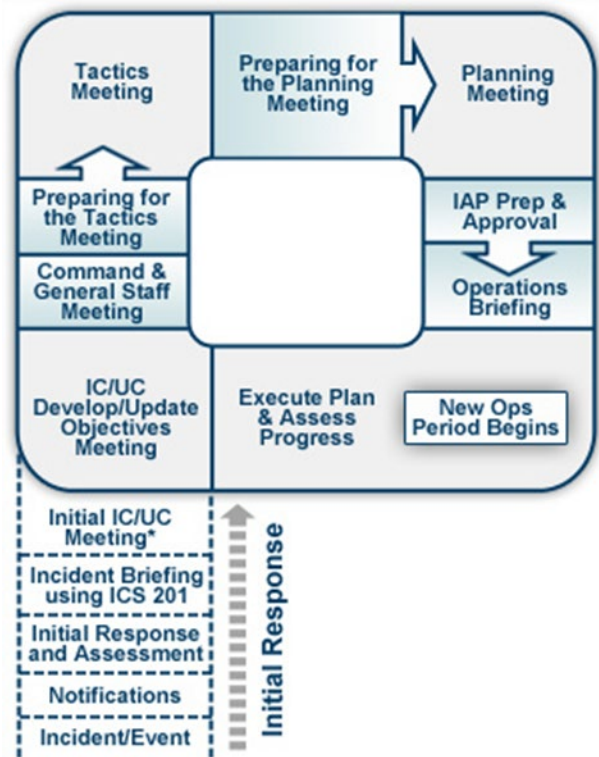 Tactics
Meeting
Preparing for
the Planning
Meeting
Planning
Meeting
Preparing for
the Tactics
Meeting
IAP Prep &
Approval
Command &
General Staff
Meeting
Operations
Briefing
IC/UC
Develop/Update
Objectives
Meeting
Execute Plan
& Assess
Progress
New Ops
Period Begins
Initial IC/UC
Meeting*
Incident Briefing
using ICS 201
Initial Response
and Assessment
Notifications
Incident/Event
Initial Response